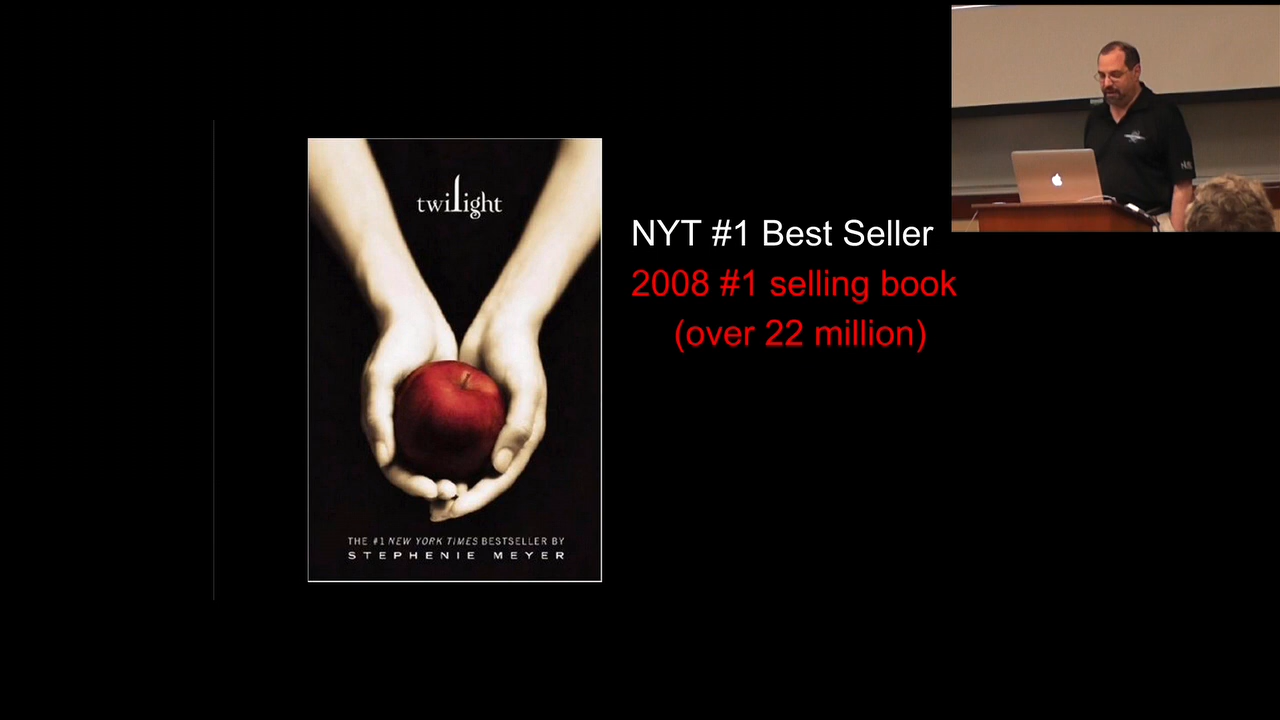 twilight
THE #1 NEW YORK TIMES BESTSELLER BY
STEPHENIE MEYER
NYT #1 Best Seller
2008 #1 selling book
(over 22 million)